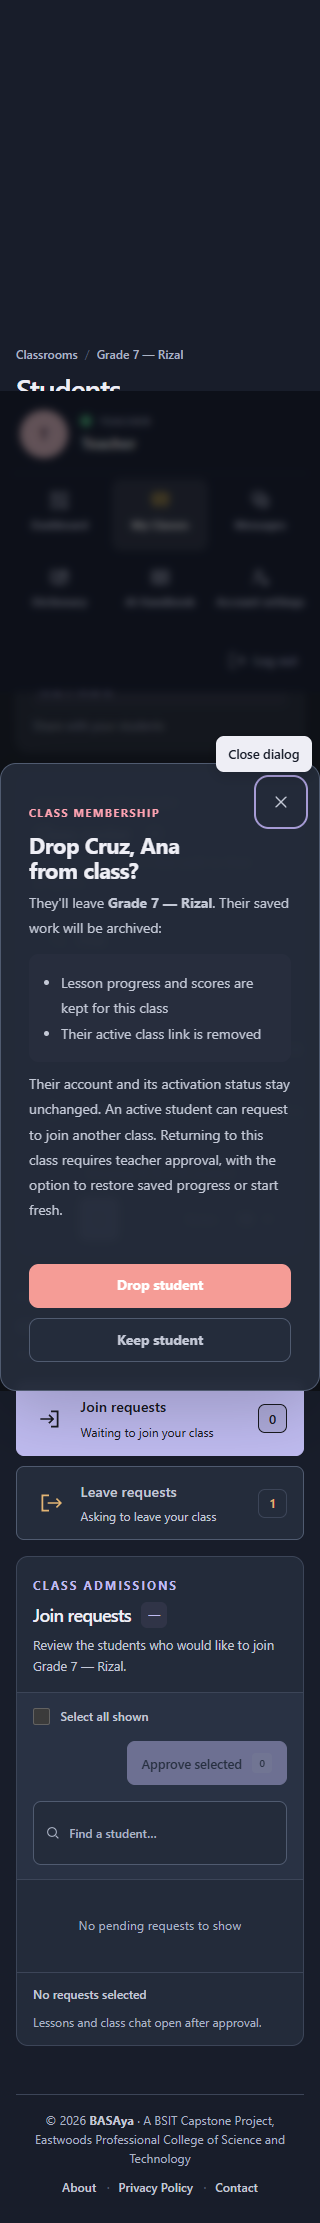 Classrooms / Grade 7 — Rizal
Students
Teacher
Log out
Close dialog
CLASS MEMBERSHIP
Drop Cruz, Ana
from class?
They'll leave Grade 7 — Rizal. Their saved
work will be archived:
• Lesson progress and scores are
kept for this class
• Their active class link is removed
Their account and its activation status stay
unchanged. An active student can request
to join another class. Returning to this
class requires teacher approval, with the
option to restore saved progress or start
fresh.
Drop student
Keep student
Join requests
0
Waiting to join your class
Leave requests
1
Asking to leave your class
CLASS ADMISSIONS
Join requests —
Review the students who would like to join
Grade 7 — Rizal.
Select all shown
Approve selected 0
Find a student...
No pending requests to show
No requests selected
Lessons and class chat open after approval.
© 2026 BASAya · A BSIT Capstone Project,
Eastwoods Professional College of Science and
Technology
About · Privacy Policy · Contact